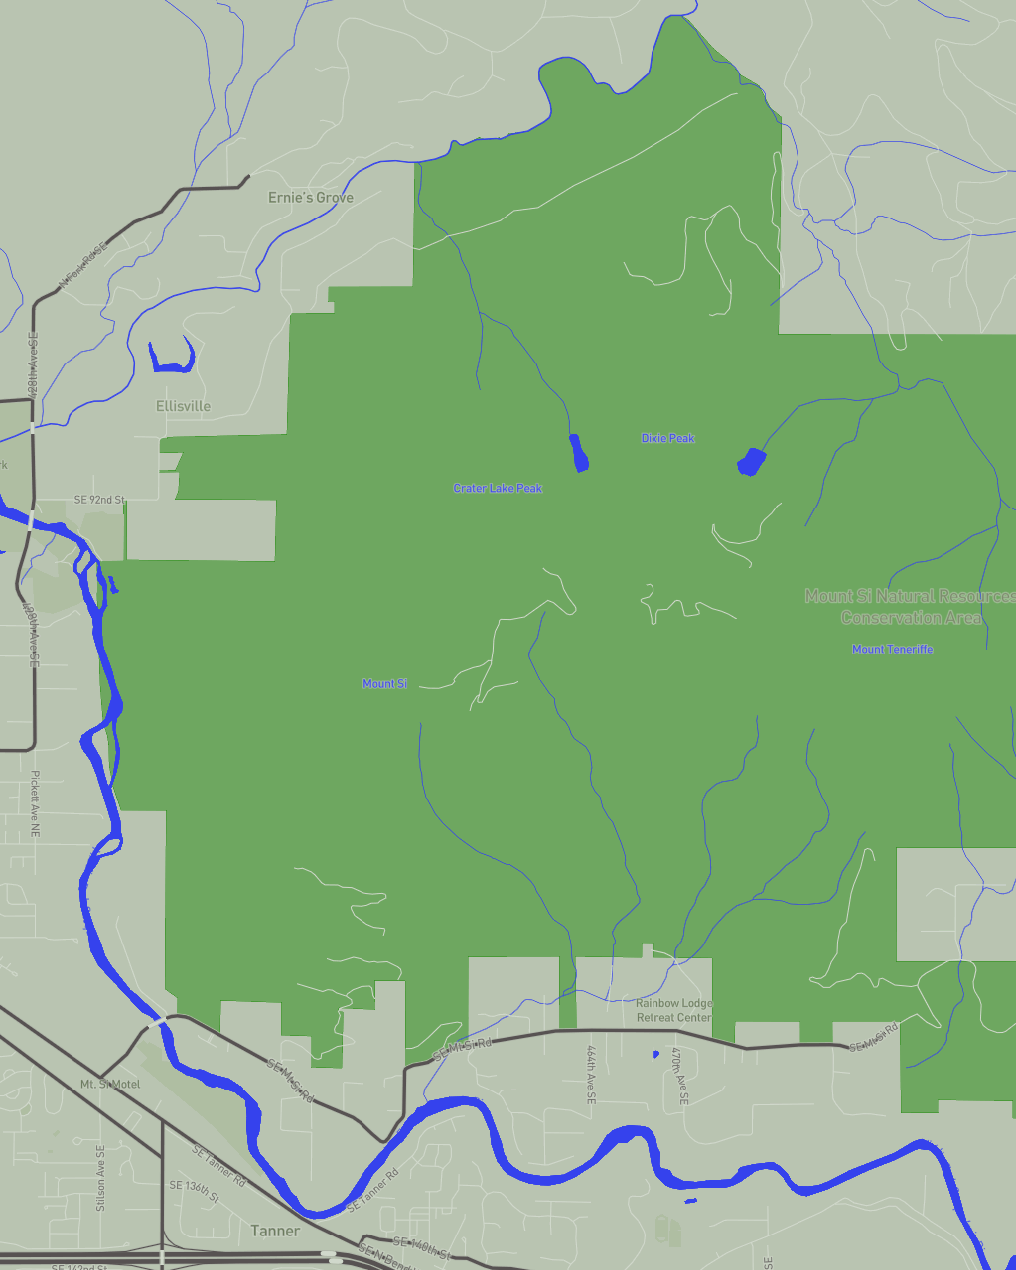 Ernie's Grove
N Fork Rd SE
428th Ave SE
Ellisville
Dixie Peak
rk
Crater Lake Peak
SE 92nd St
Mount Si Natural Resources
Conservation Area
428th Ave SE
Mount Teneriffe
Mount Si
Pickett Ave NE
Rainbow Lodge
Retreat Center
SE Mt Si Rd
SE Mt Si Rd
SE Mt Si Rd
464th Ave SE
470th Ave SE
Mt. Si Motel
Stilson Ave SE
SE Tanner Rd
SE 136th St
SE Tanner Rd
Tanner
SE 140th St
SE N Bend
SE
SE 142nd St